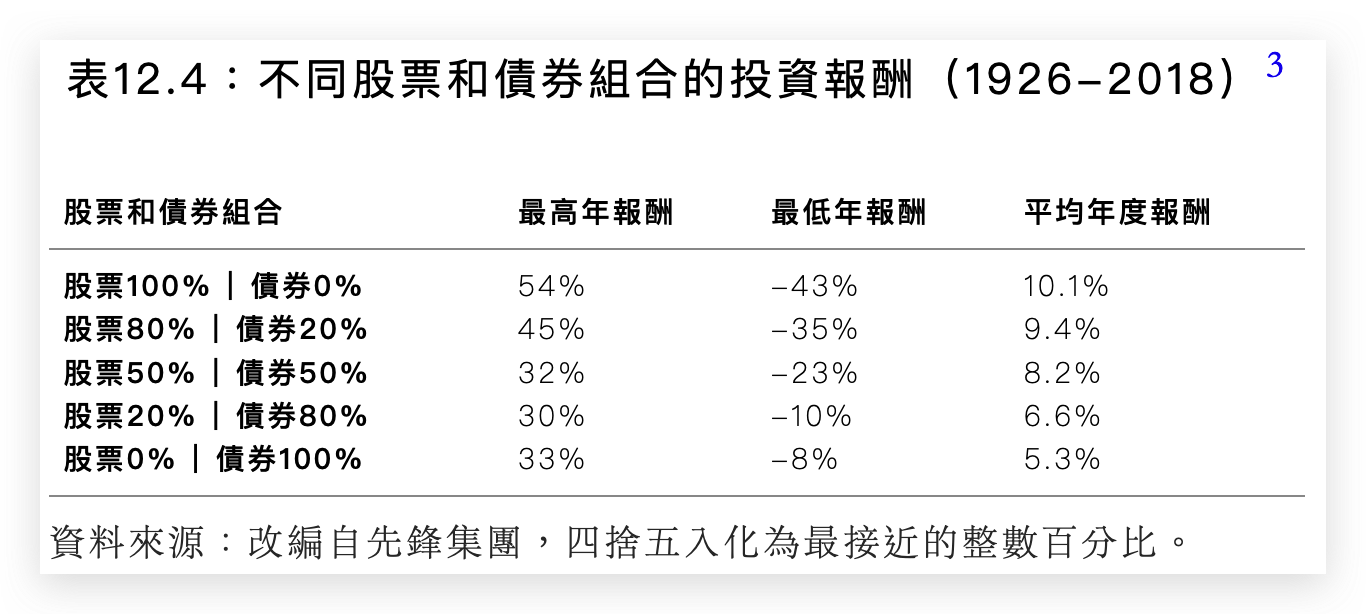 表12.4：不同股票和債券組合的投資報酬（1926–2018）3
股票和債券組合 最高年報酬 最低年報酬 平均年度報酬
股票100%｜債券0% 54% –43% 10.1%
股票80%｜債券20% 45% –35% 9.4%
股票50%｜債券50% 32% –23% 8.2%
股票20%｜債券80% 30% –10% 6.6%
股票0%｜債券100% 33% –8% 5.3%
資料來源：改編自先鋒集團，四捨五入化為最接近的整數百分比。